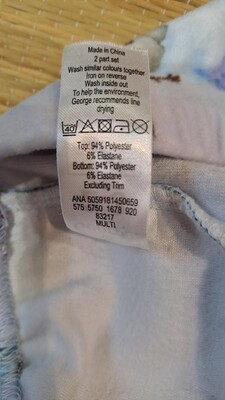 Made in China
2 part set
Wash similar colours together
Iron on reverse
Wash inside out
To help the environment,
George recommends line
drying
40°
Top: 94% Polyester
6% Elastane
Bottom: 94% Polyester
6% Elastane
Excluding Trim
ANA 5059181450659
575 5750 1678 920
83217
MULTI